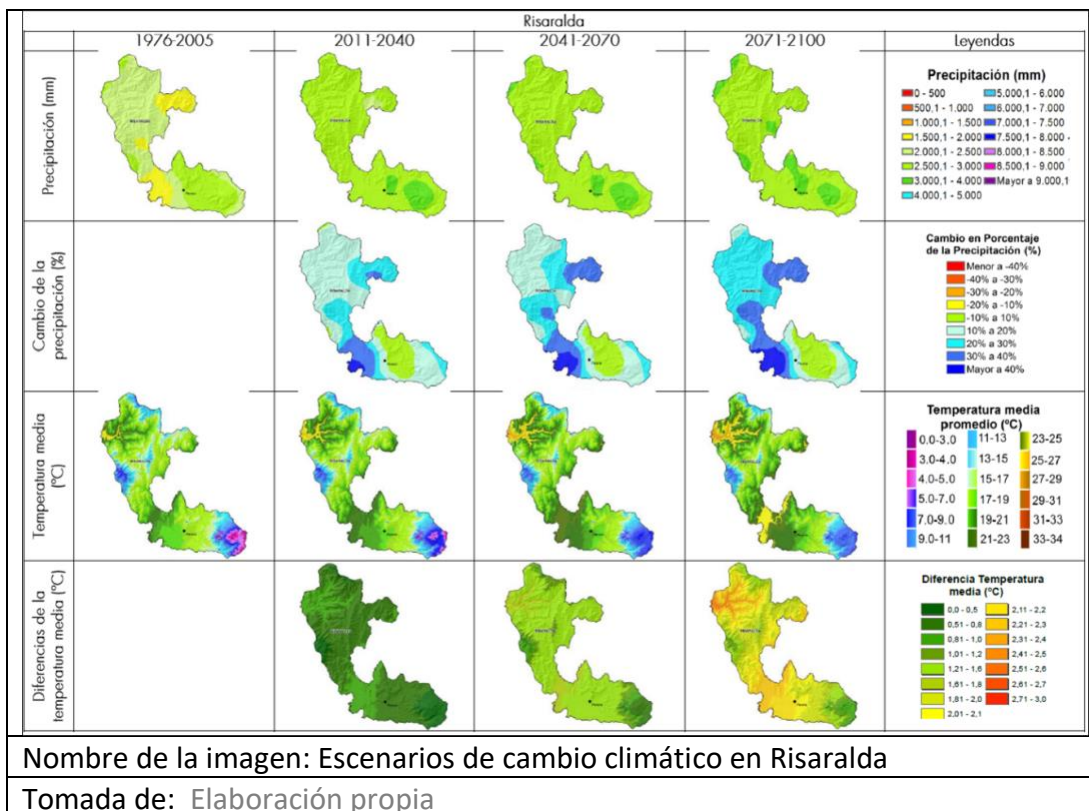 Risaralda
1976-2005
2011-2040
2041-2070
2071-2100
Leyendas
Precipitación (mm)
Precipitación (mm)
0 - 500
500,1 - 1.000
1.000,1 - 1.500
1.500,1 - 2.000
2.000,1 - 2.500
2.500,1 - 3.000
3.000,1 - 4.000
4.000,1 - 5.000
5.000,1 - 6.000
6.000,1 - 7.000
7.000,1 - 7.500
7.500,1 - 8.000
8.000,1 - 8.500
8.500,1 - 9.000
Mayor a 9.000,1
Cambio de la
precipitación (%)
Cambio en Porcentaje
de la Precipitación (%)
Menor a -40%
-40% a -30%
-30% a -20%
-20% a -10%
-10% a 10%
10% a 20%
20% a 30%
30% a 40%
Mayor a 40%
Temperatura media
(ºC)
Temperatura media
promedio (ºC)
0.0-3.0
3.0-4.0
4.0-5.0
5.0-7.0
7.0-9.0
9.0-11
11-13
13-15
15-17
17-19
19-21
21-23
23-25
25-27
27-29
29-31
31-33
33-34
Diferencias de la
temperatura media (ºC)
Diferencia Temperatura
media (ºC)
0,0 - 0,5
0,51 - 0,8
0,81 - 1,0
1,01 - 1,2
1,21 - 1,6
1,61 - 1,8
1,81 - 2,0
2,01 - 2,1
2,11 - 2,2
2,21 - 2,3
2,31 - 2,4
2,41 - 2,5
2,51 - 2,6
2,61 - 2,7
2,71 - 3,0
Nombre de la imagen: Escenarios de cambio climático en Risaralda
Tomada de: Elaboración propia